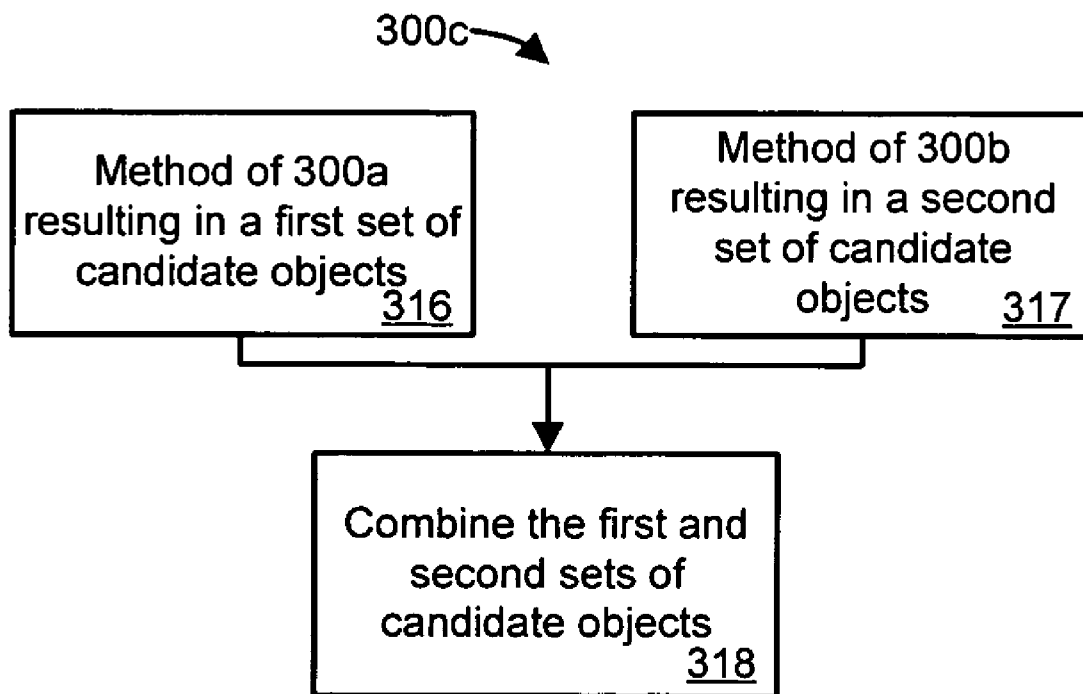 300c
Method of 300a
resulting in a first set of
candidate objects
316
Method of 300b
resulting in a second
set of candidate
objects
317
Combine the first and
second sets of
candidate objects
318